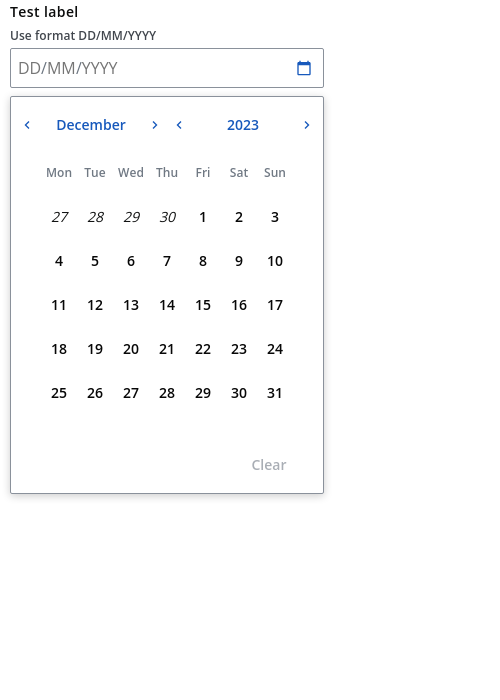 Test label
Use format DD/MM/YYYY
DD/MM/YYYY
December 2023
Mon Tue Wed Thu Fri Sat Sun
27 28 29 30 1 2 3
4 5 6 7 8 9 10
11 12 13 14 15 16 17
18 19 20 21 22 23 24
25 26 27 28 29 30 31
Clear